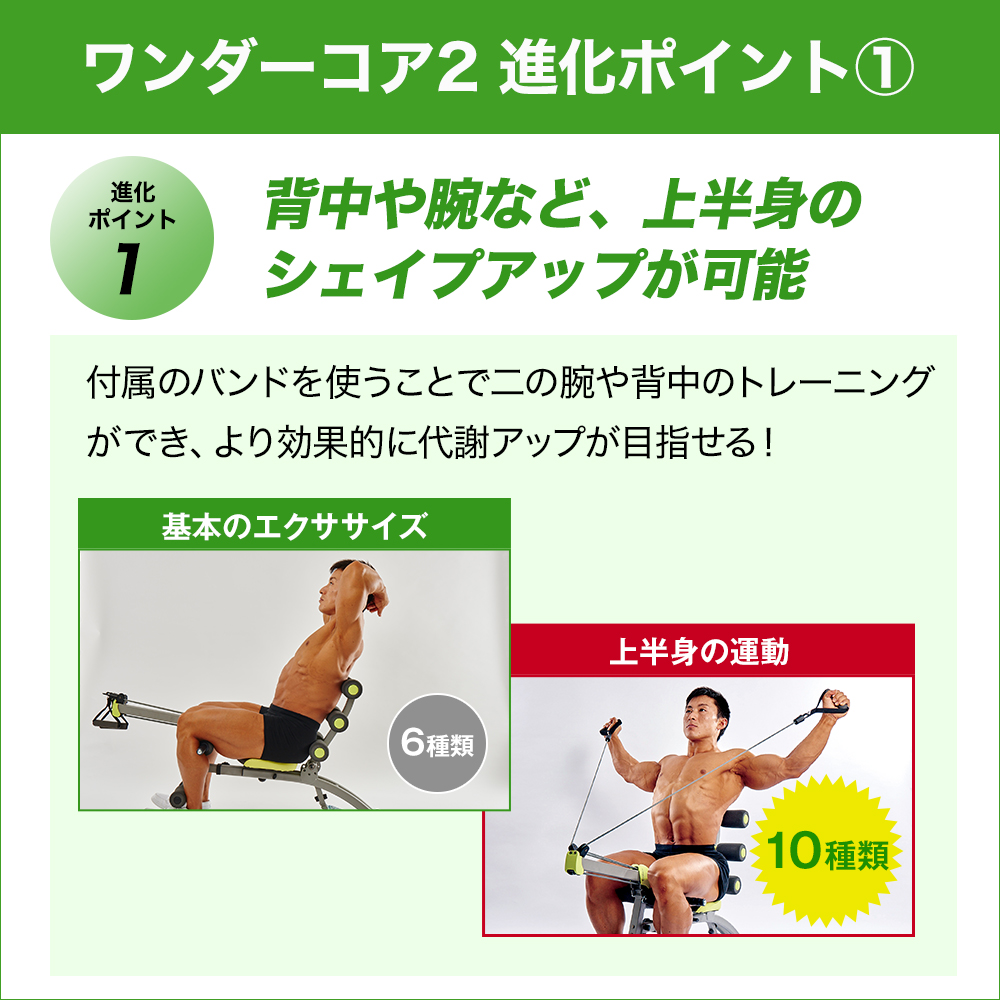 ワンダーコア2 進化ポイント①
進化
ポイント
1
背中や腕など、上半身の
シェイプアップが可能
付属のバンドを使うことで二の腕や背中のトレーニング
ができ、より効果的に代謝アップが目指せる！
基本のエクササイズ
6種類
上半身の運動
10種類